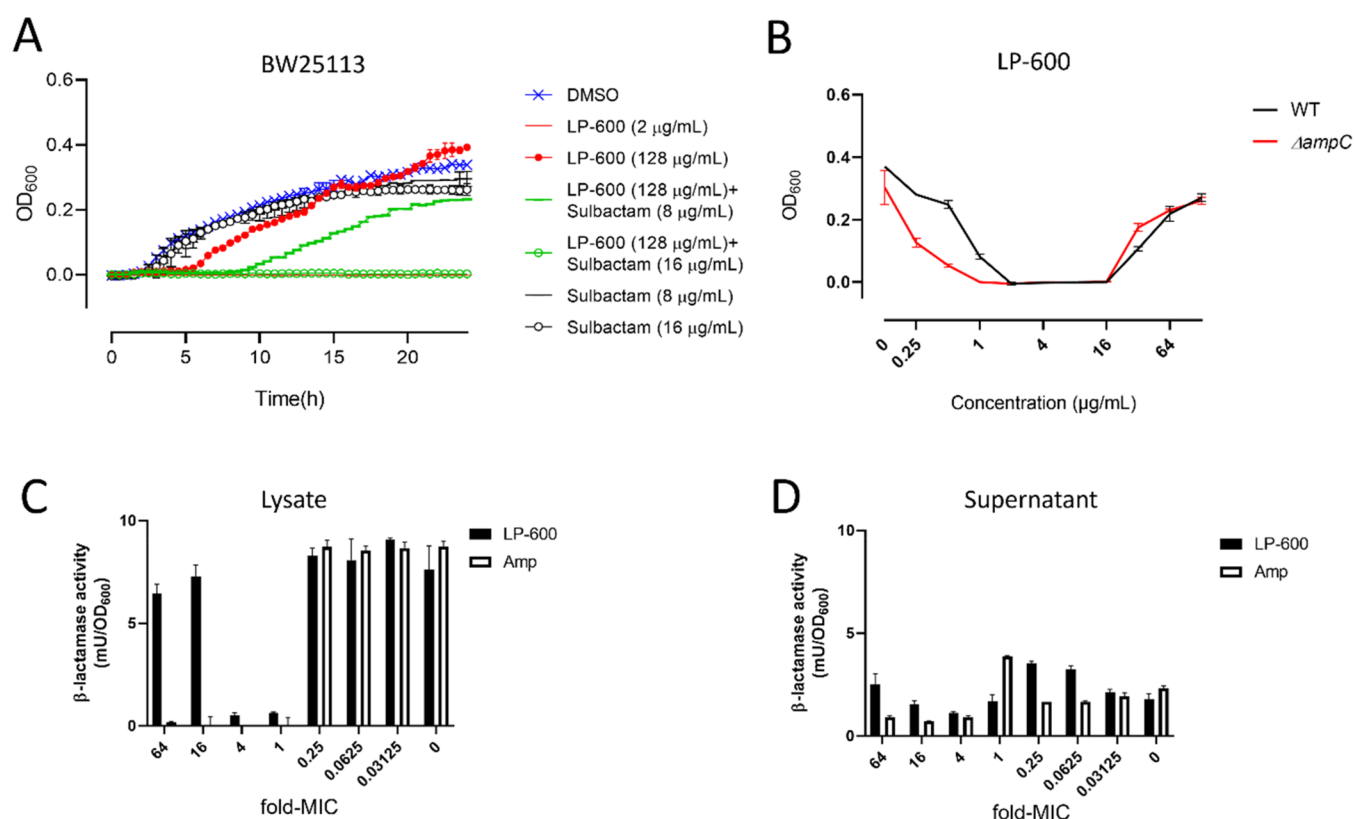 A
BW25113
OD600
0.6
0.4
0.2
0.0
0
5
10
15
20
Time(h)
DMSO
LP-600 (2 μg/mL)
LP-600 (128 μg/mL)
LP-600 (128 μg/mL)+
Sulbactam (8 μg/mL)
LP-600 (128 μg/mL)+
Sulbactam (16 μg/mL)
Sulbactam (8 μg/mL)
Sulbactam (16 μg/mL)
B
LP-600
OD600
0.6
0.4
0.2
0.0
0
0.25
1
4
16
64
Concentration (μg/mL)
WT
ΔampC
C
Lysate
β-lactamase activity
(mU/OD600)
10
5
0
64
16
4
1
0.25
0.0625
0.03125
0
fold-MIC
LP-600
Amp
D
Supernatant
β-lactamase activity
(mU/OD600)
10
5
0
64
16
4
1
0.25
0.0625
0.03125
0
fold-MIC
LP-600
Amp